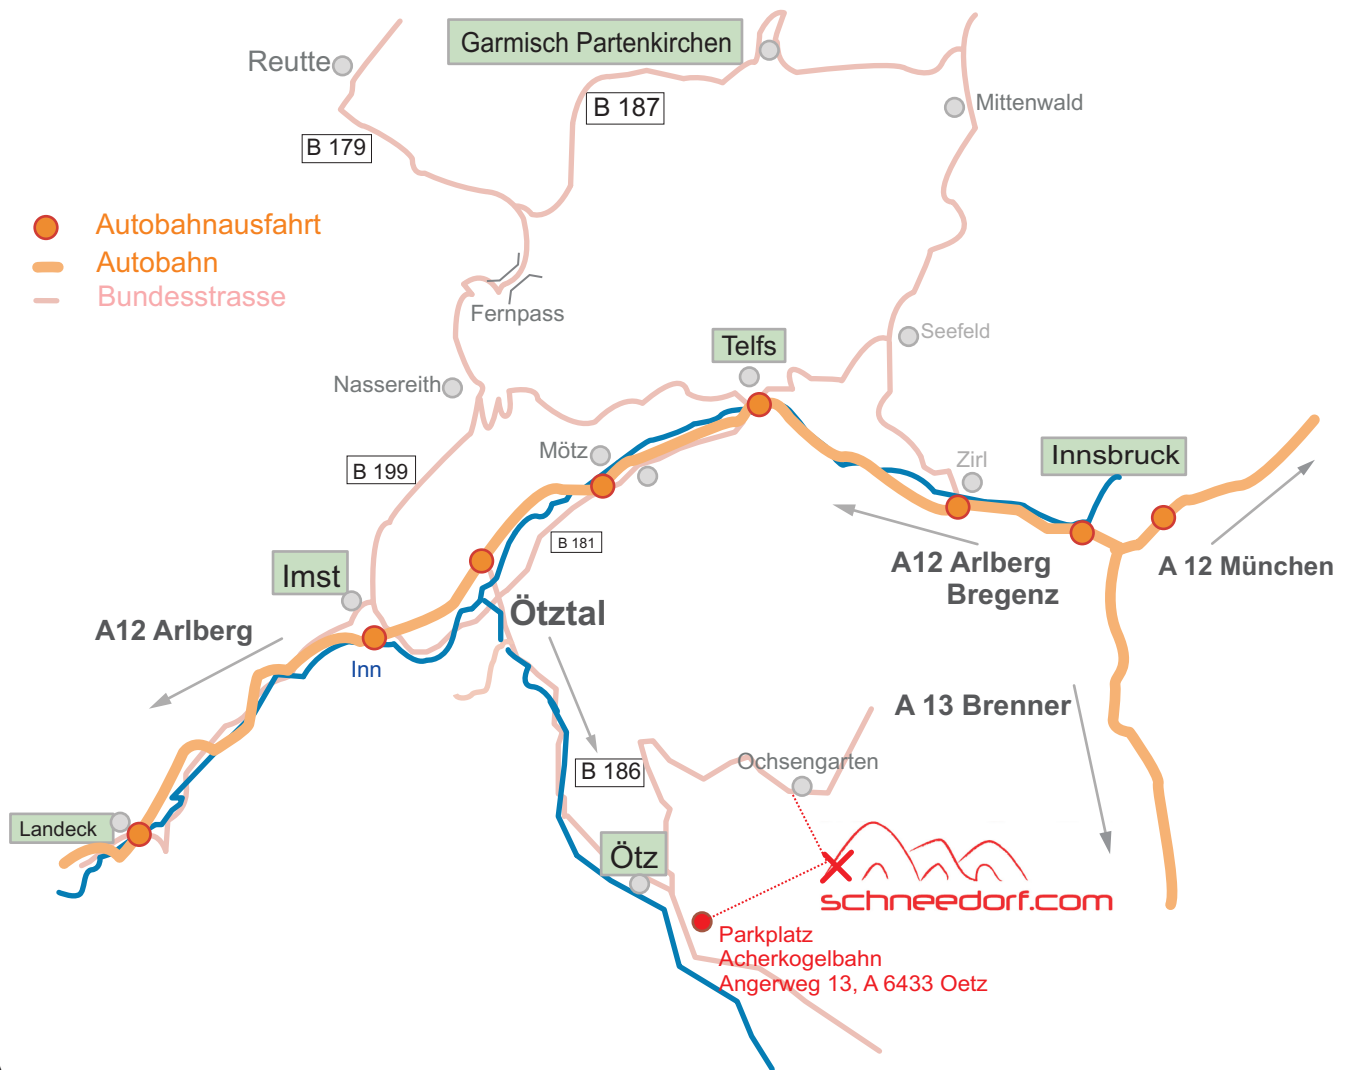 Garmisch Partenkirchen
Reutte
B 187
Mittenwald
B 179
Autobahnausfahrt
Autobahn
Bundesstrasse
Fernpass
Seefeld
Telfs
Nassereith
Mötz
B 199
Zirl
Innsbruck
B 181
Imst
A12 Arlberg
Bregenz
A 12 München
Ötztal
A12 Arlberg
Inn
A 13 Brenner
Ochsengarten
B 186
Landeck
Ötz
schneedorf.com
Parkplatz
Acherkogelbahn
Angerweg 13, A 6433 Oetz